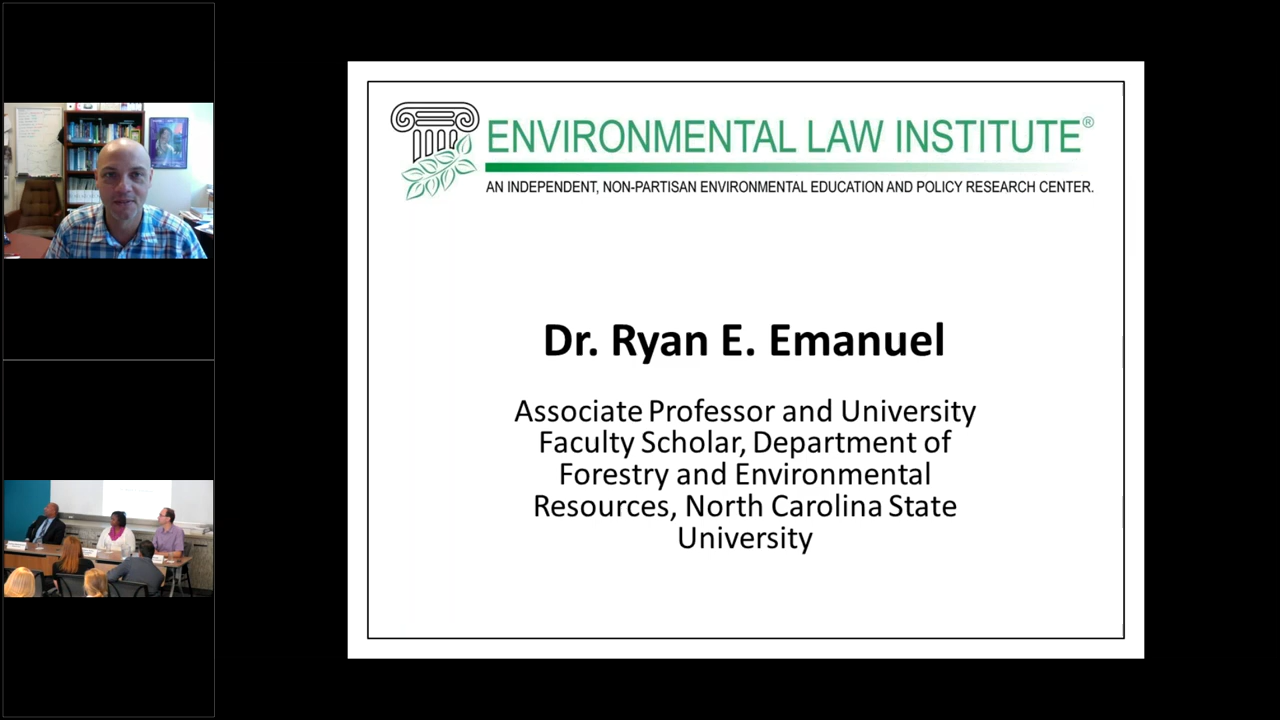 ENVIRONMENTAL LAW INSTITUTE®
AN INDEPENDENT, NON-PARTISAN ENVIRONMENTAL EDUCATION AND POLICY RESEARCH CENTER.
Dr. Ryan E. Emanuel
Associate Professor and University
Faculty Scholar, Department of
Forestry and Environmental
Resources, North Carolina State
University